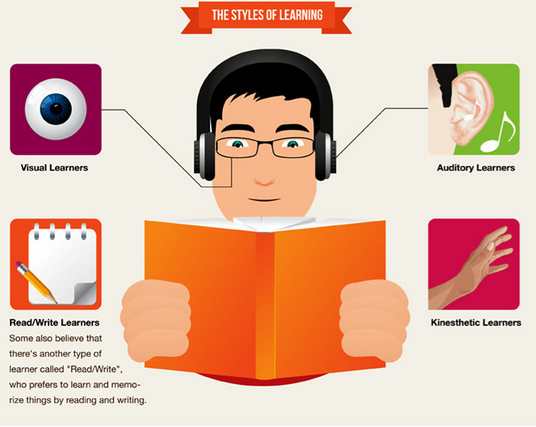 THE STYLES OF LEARNING
Visual Learners
Auditory Learners
Read/Write Learners
Some also believe that
there's another type of
learner called "Read/Write",
who prefers to learn and memo-
rize things by reading and writing.
Kinesthetic Learners